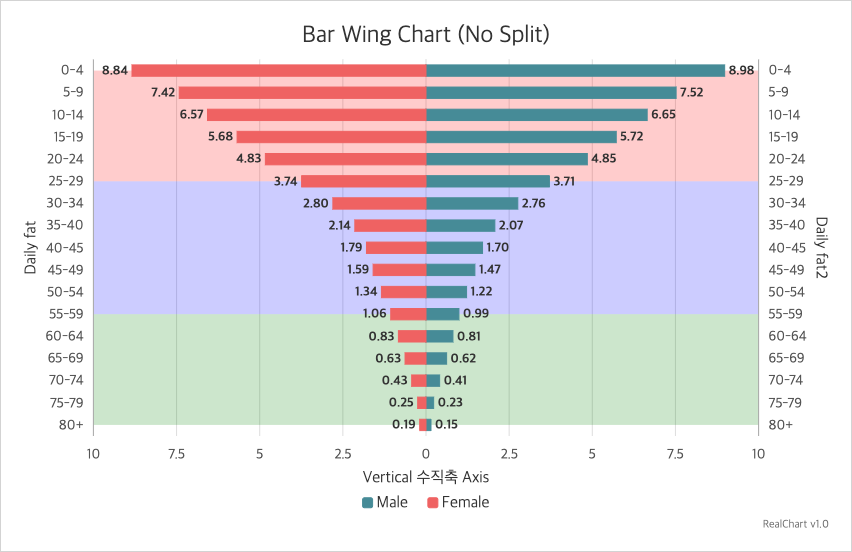 Bar Wing Chart (No Split)
0-4 8.84 8.98 0-4
5-9 7.42 7.52 5-9
10-14 6.57 6.65 10-14
15-19 5.68 5.72 15-19
20-24 4.83 4.85 20-24
25-29 3.74 3.71 25-29
30-34 2.80 2.76 30-34
35-40 2.14 2.07 35-40
40-45 1.79 1.70 40-45
45-49 1.59 1.47 45-49
50-54 1.34 1.22 50-54
55-59 1.06 0.99 55-59
60-64 0.83 0.81 60-64
65-69 0.63 0.62 65-69
70-74 0.43 0.41 70-74
75-79 0.25 0.23 75-79
80+ 0.19 0.15 80+
Daily fat
Daily fat2
10 7.5 5 2.5 0 2.5 5 7.5 10
Vertical 수직축 Axis
Male Female
RealChart v1.0